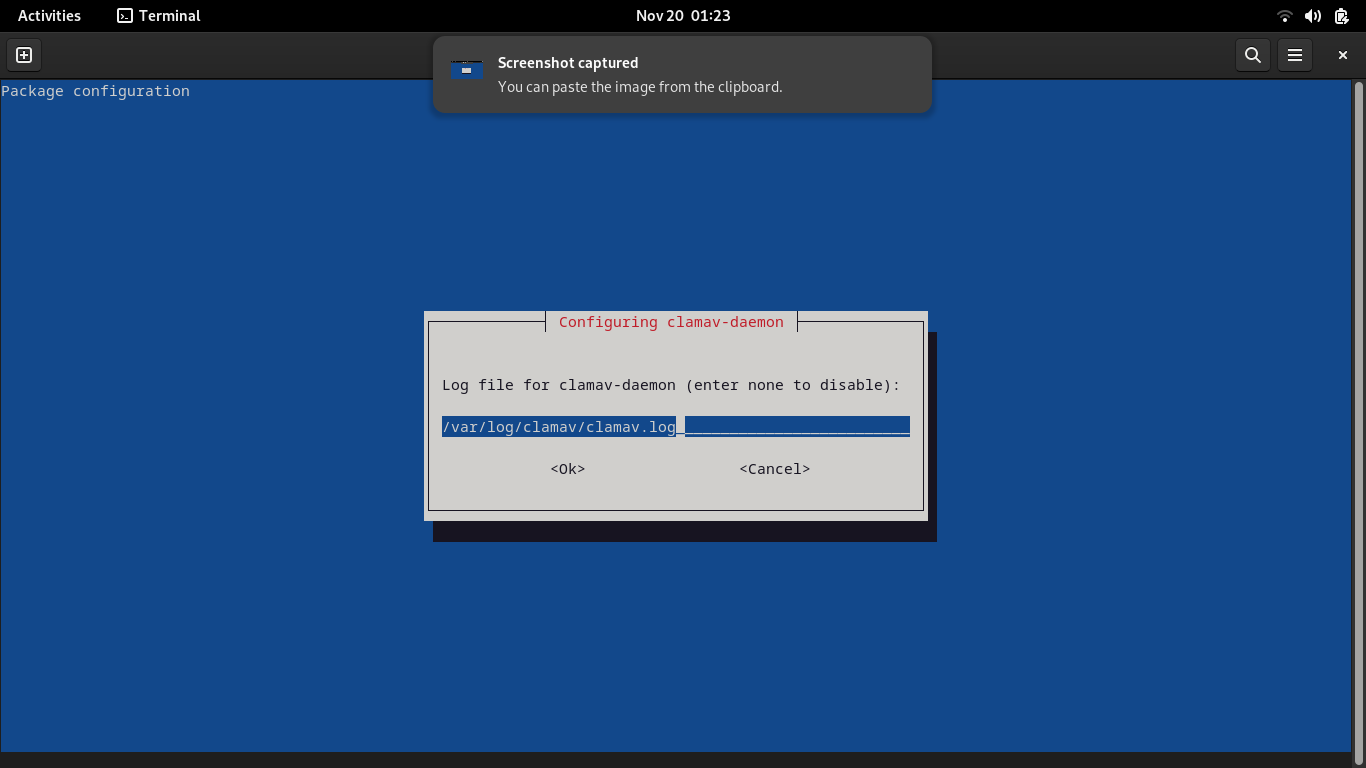 Activities
Terminal
Nov 20 01:23
Screenshot captured
You can paste the image from the clipboard.
Package configuration
Configuring clamav-daemon
Log file for clamav-daemon (enter none to disable):
/var/log/clamav/clamav.log__________________________
<Ok>
<Cancel>